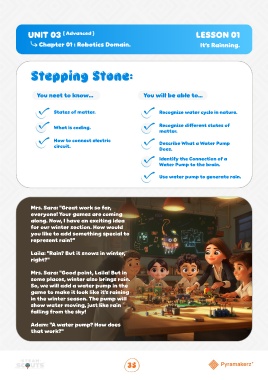 UNIT 03 (Advanced)
LESSON 01
Chapter 01 : Robotics Domain.
It's Rainning.
Stepping Stone:
You need to know...
You will be able to...
States of matter.
What is coding.
How to connect electric
circuit.
Recognize water cycle in nature.
Recognize different states of
matter.
Describe What a Water Pump
Does.
Identify the Connection of a
Water Pump to the brain.
Use water pump to generate rain.
Mrs. Sara: "Great work so far,
everyone! Your games are coming
along. Now, I have an exciting idea
for our winter section. How would
you like to add something special to
represent rain?"
Laila: "Rain? But it snows in winter,
right?"
Mrs. Sara: "Good point, Laila! But in
some places, winter also brings rain.
So, we will add a water pump in the
game to make it look like it's raining
in the winter season. The pump will
show water moving, just like rain
falling from the sky!
Adam: "A water pump? How does
that work?"
33
Pyramakerz